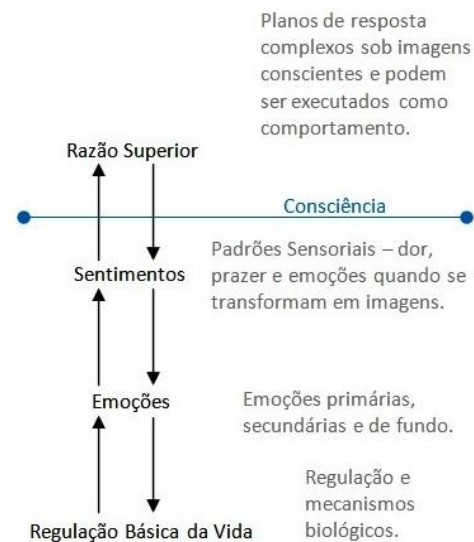 Planos de resposta
complexos sob imagens
conscientes e podem
ser executados como
comportamento.
Razão Superior
Consciência
Padrões Sensoriais – dor,
prazer e emoções quando se
transformam em imagens.
Sentimentos
Emoções
Emoções primárias,
secundárias e de fundo.
Regulação e
mecanismos
biológicos.
Regulação Básica da Vida